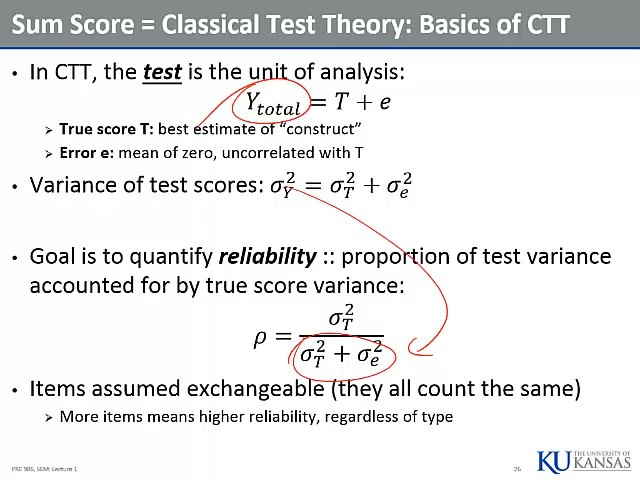 Sum Score = Classical Test Theory: Basics of CTT
• In CTT, the test is the unit of analysis:
Y_total = T + e
➢ True score T: best estimate of “construct”
➢ Error e: mean of zero, uncorrelated with T
• Variance of test scores: σ²_Y = σ²_T + σ²_e
• Goal is to quantify reliability :: proportion of test variance
accounted for by true score variance:
ρ = σ²_T / (σ²_T + σ²_e)
• Items assumed exchangeable (they all count the same)
➢ More items means higher reliability, regardless of type
PRE 906, SEM: Lecture 1
26
KU THE UNIVERSITY OF
KANSAS